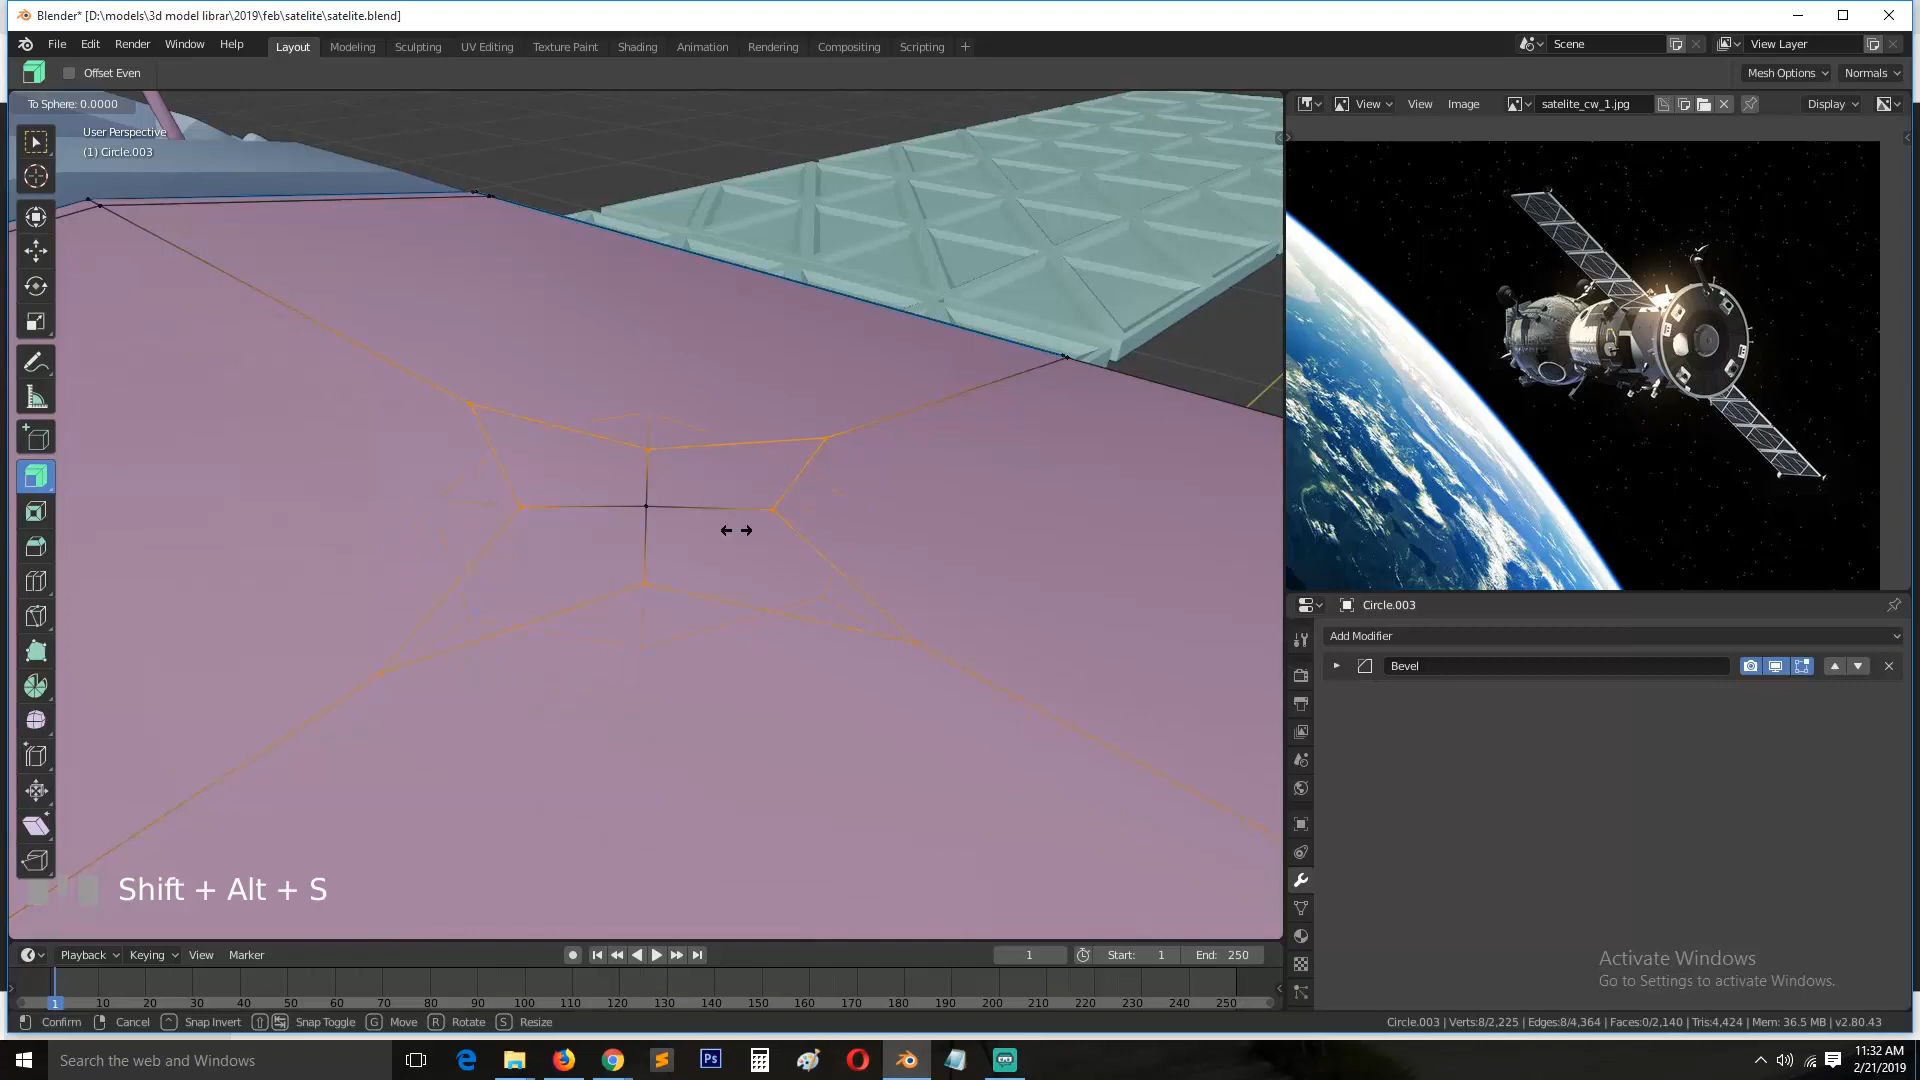 Blender* [D:\models\3d model librar\2019\feb\satelite\satelite.blend]
File Edit Render Window Help Layout Modeling Sculpting UV Editing Texture Paint Shading Animation Rendering Compositing Scripting + Scene View Layer
Offset Even Mesh Options Normals
To Sphere: 0.0000
View View Image satelite_cw_1.jpg Display
User Perspective
(1) Circle.003
Circle.003
Add Modifier
Bevel
Shift + Alt + S
Playback Keying View Marker 1 Start: 1 End: 250
1 10 20 30 40 50 60 70 80 90 100 110 120 130 140 150 160 170 180 190 200 210 220 230 240 250
Activate Windows
Go to Settings to activate Windows.
Confirm Cancel Snap Invert Snap Toggle G Move R Rotate S Resize Circle.003 | Verts:8/2,225 | Edges:8/4,364 | Faces:0/2,140 | Tris:4,424 | Mem: 36.5 MB | v2.80.43
Search the web and Windows
Ps
11:32 AM
2/21/2019